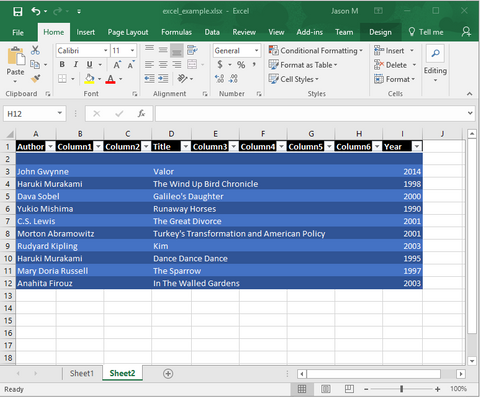 excel_example.xlsx - Excel Jason M
File Home Insert Page Layout Formulas Data Review View Add-ins Team Design Tell me
Calibri 11 General Conditional Formatting Insert
Paste B I U A A Format as Table Delete Editing
$ % , Cell Styles Format
Clipboard Font Alignment Number Styles Cells
H12 fx
A B C D E F G H I J
1 Author Column1 Column2 Title Column3 Column4 Column5 Column6 Year
2
3 John Gwynne Valor 2014
4 Haruki Murakami The Wind Up Bird Chronicle 1998
5 Dava Sobel Galileo's Daughter 2000
6 Yukio Mishima Runaway Horses 1990
7 C.S. Lewis The Great Divorce 2001
8 Morton Abramowitz Turkey's Transformation and American Policy 2001
9 Rudyard Kipling Kim 2003
10 Haruki Murakami Dance Dance Dance 1995
11 Mary Doria Russell The Sparrow 1997
12 Anahita Firouz In The Walled Gardens 2003
13
14
15
16
17
18
Sheet1 Sheet2
Ready 100%